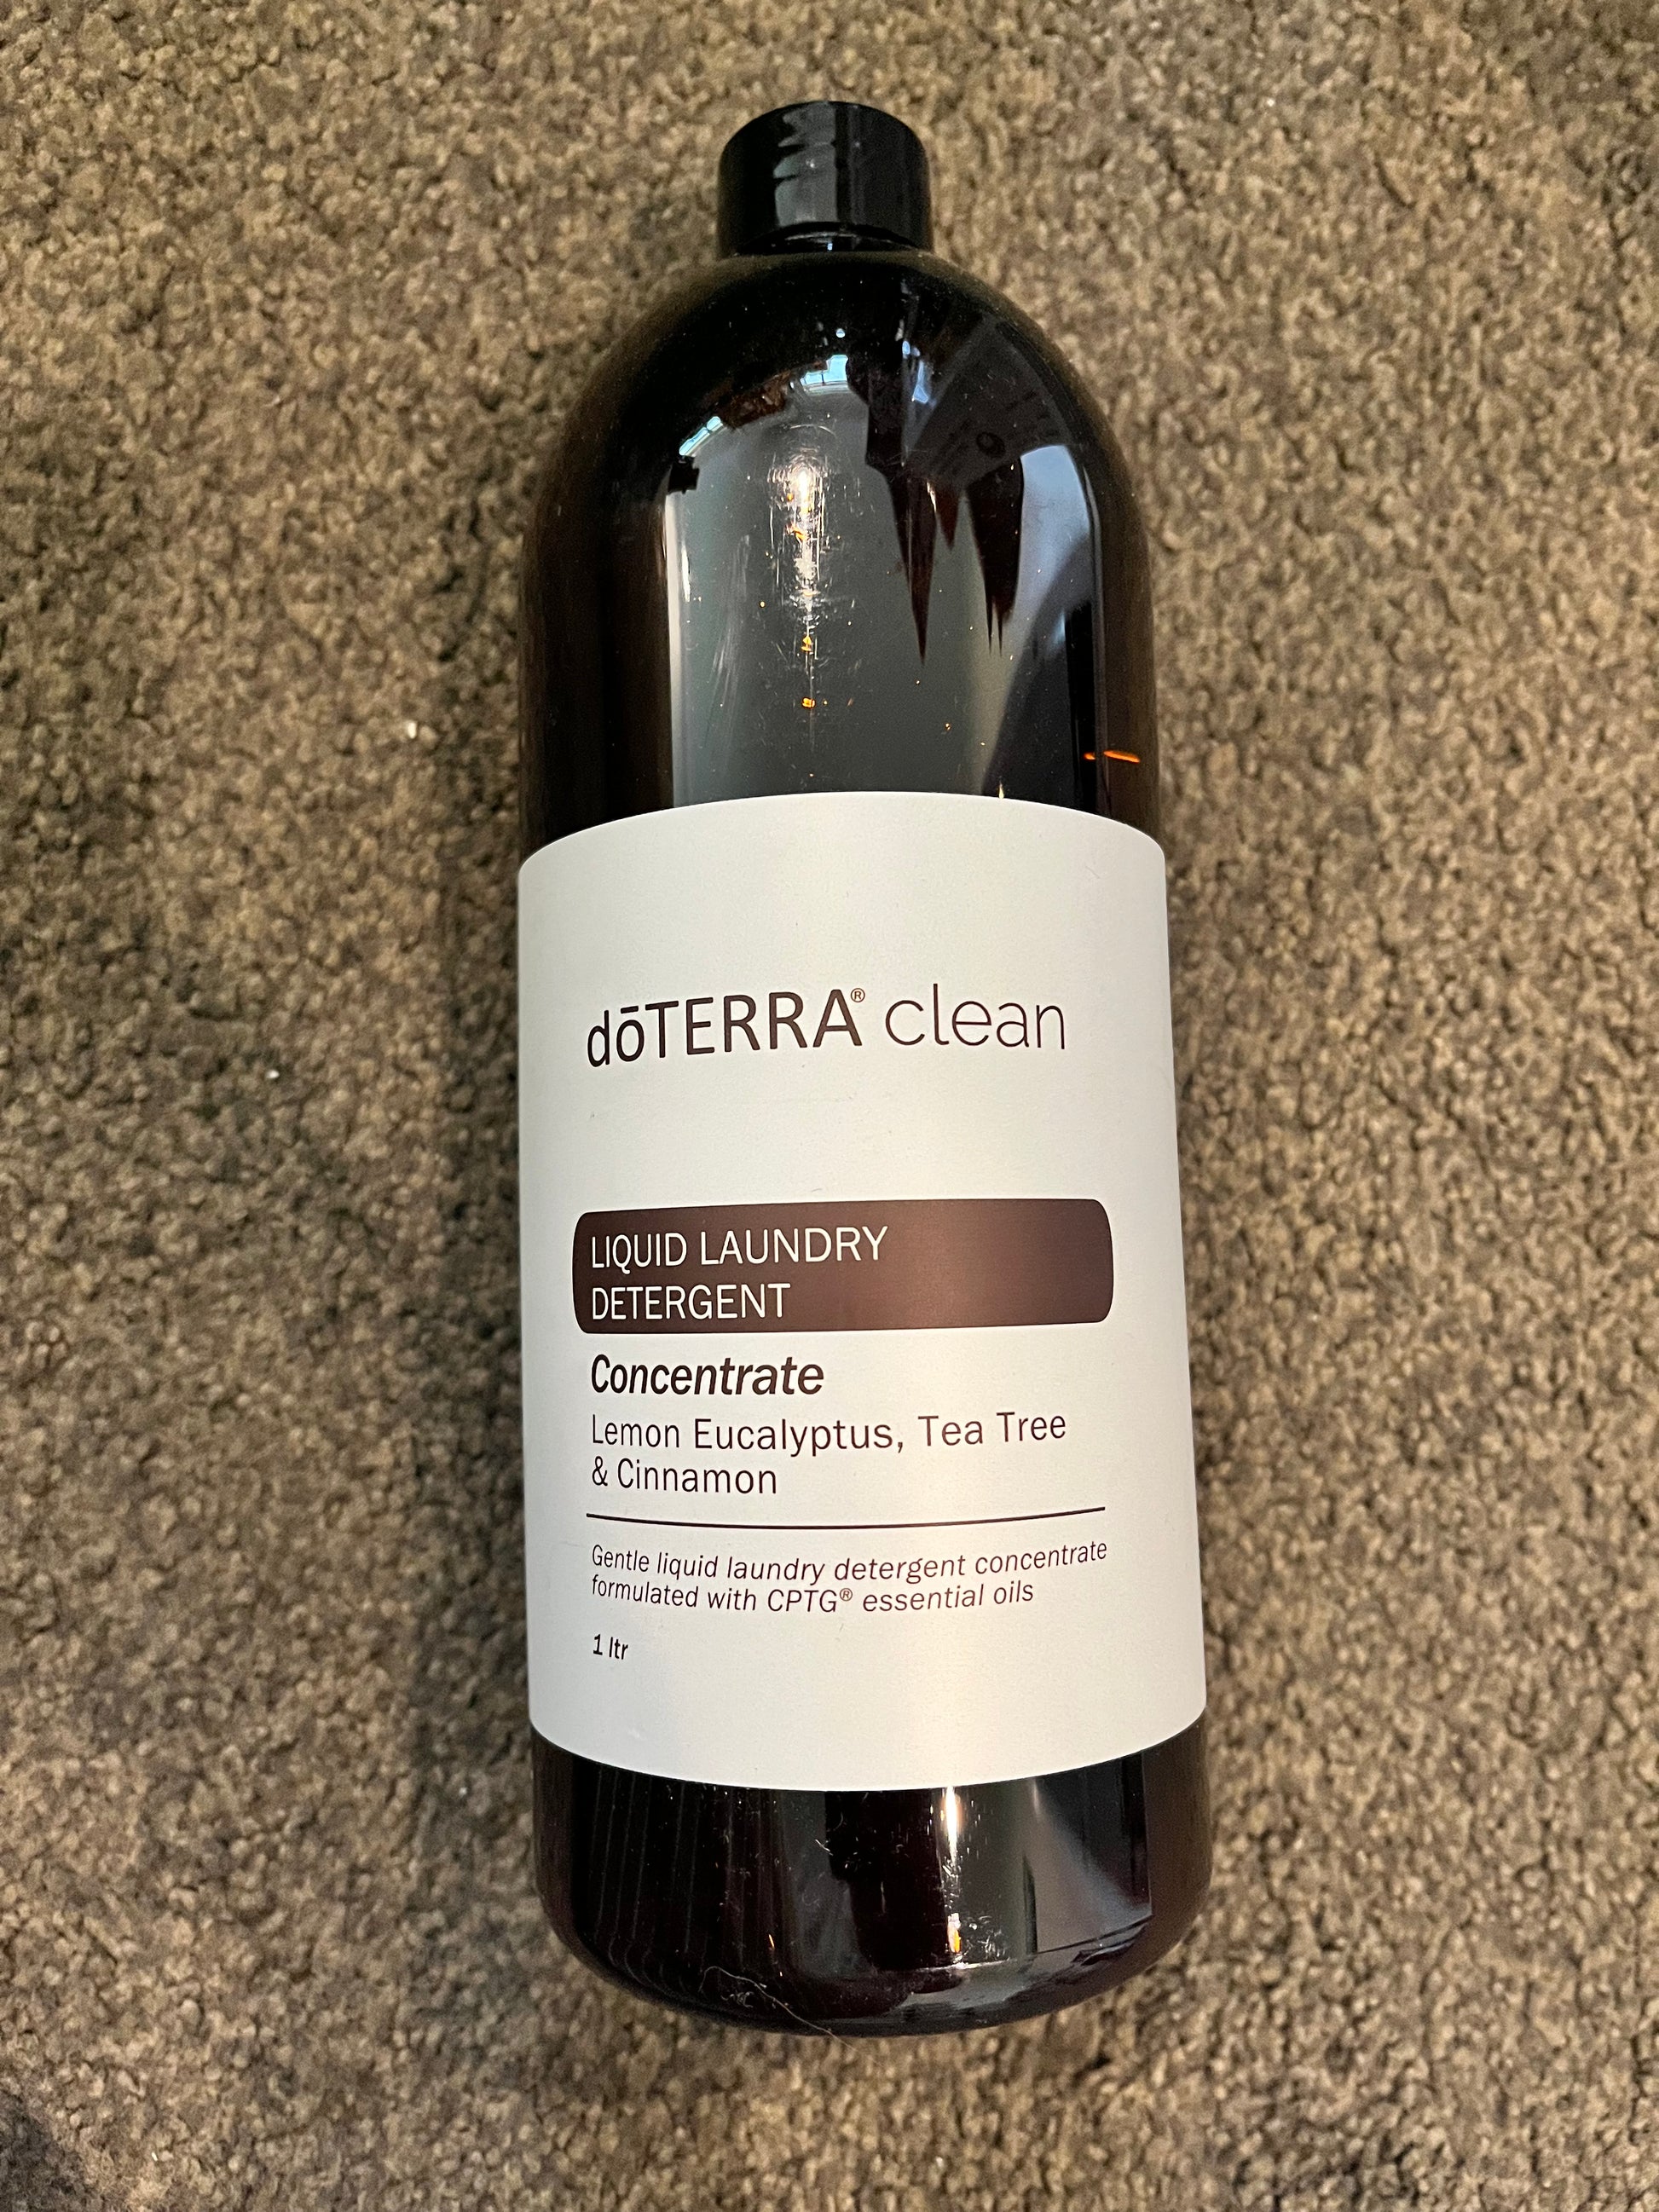 dōTERRA® clean
LIQUID LAUNDRY
DETERGENT
Concentrate
Lemon Eucalyptus, Tea Tree
& Cinnamon
Gentle liquid laundry detergent concentrate
formulated with CPTG® essential oils
1 ltr